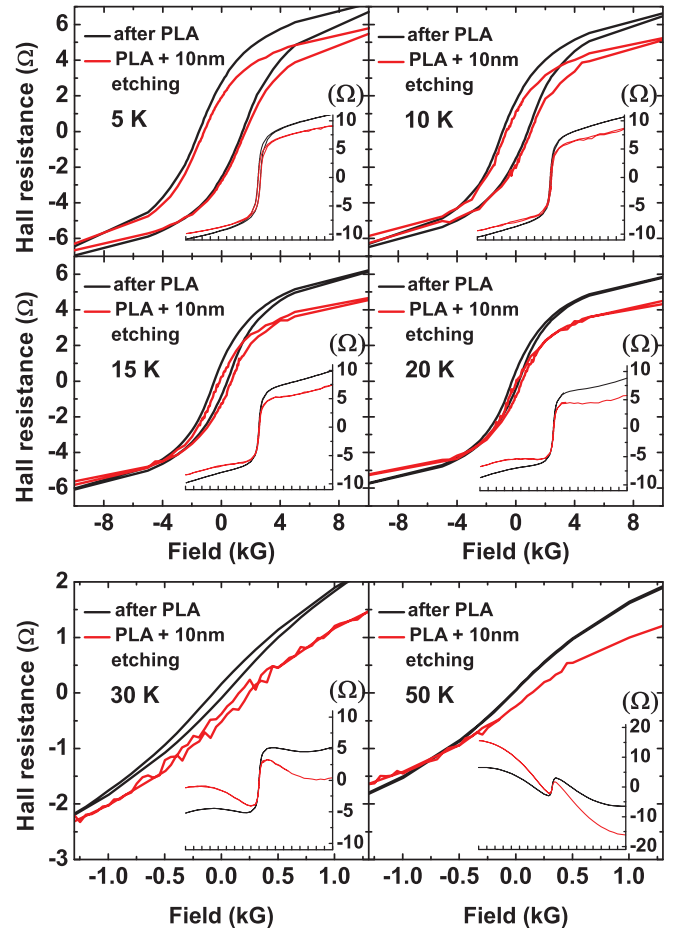 after PLA
PLA + 10nm
etching
5 K
(Ω)
10
5
0
-5
-10
6
4
2
0
-2
-4
-6
Hall resistance (Ω)
after PLA
PLA + 10nm
etching
10 K
(Ω)
10
5
0
-5
-10
after PLA
PLA + 10nm
etching
15 K
(Ω)
10
5
0
-5
-10
6
4
2
0
-2
-4
-6
Hall resistance (Ω)
-8 -4 0 4 8
Field (kG)
after PLA
PLA + 10nm
etching
20 K
(Ω)
10
5
0
-5
-10
-8 -4 0 4 8
Field (kG)
after PLA
PLA + 10nm
etching
30 K
(Ω)
10
5
0
-5
-10
2
1
0
-1
-2
-3
Hall resistance (Ω)
-1.0 -0.5 0.0 0.5 1.0
Field (kG)
after PLA
PLA + 10nm
etching
50 K
(Ω)
20
10
0
-10
-20
-1.0 -0.5 0.0 0.5 1.0
Field (kG)